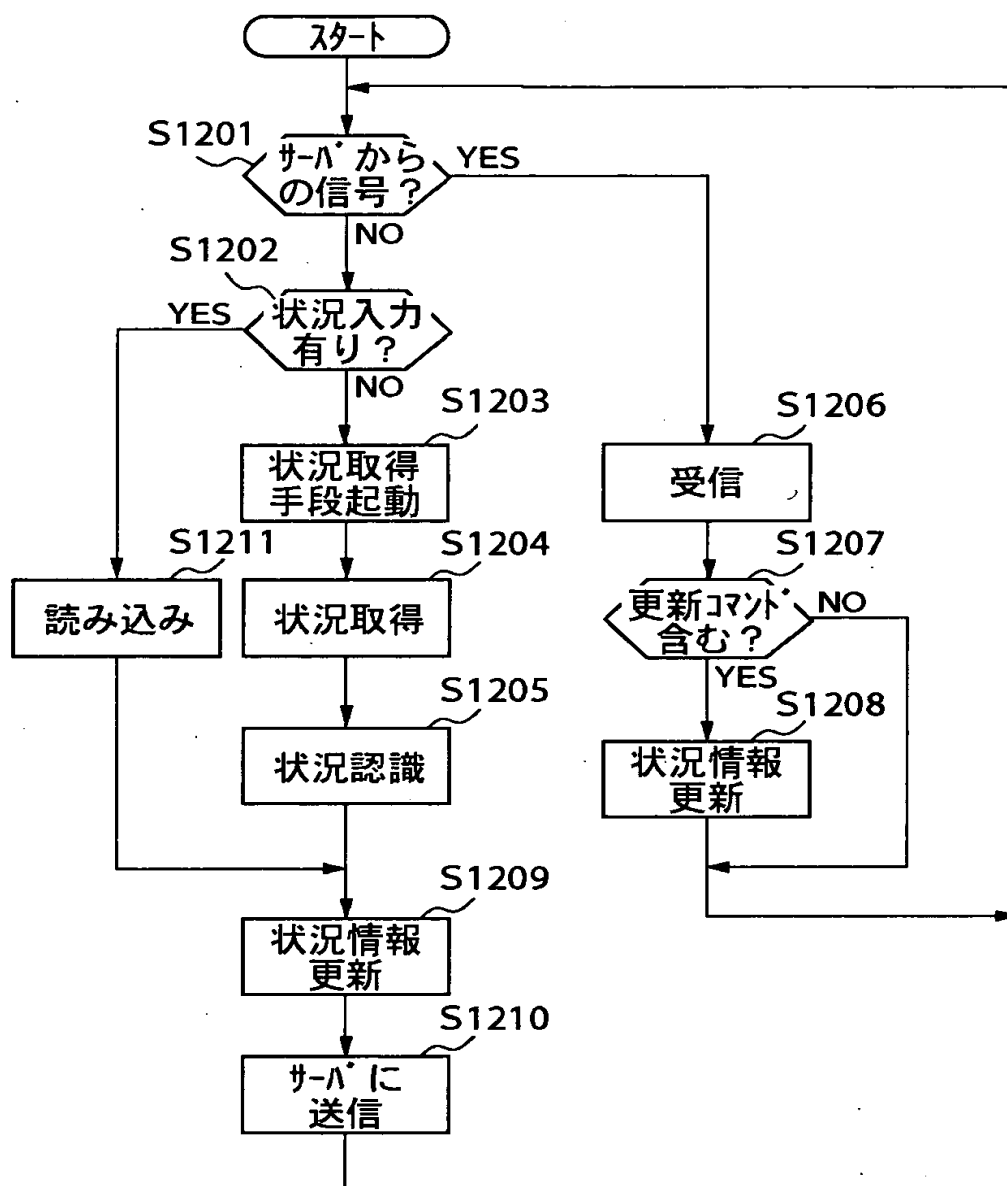 スタート
S1201
サーバから
の信号?
YES
NO
S1202
状況入力
有り?
YES
NO
S1203
状況取得
手段起動
S1206
受信
S1211
読み込み
S1204
状況取得
S1207
更新コマンド
含む?
NO
YES
S1205
状況認識
S1208
状況情報
更新
S1209
状況情報
更新
S1210
サーバに
送信